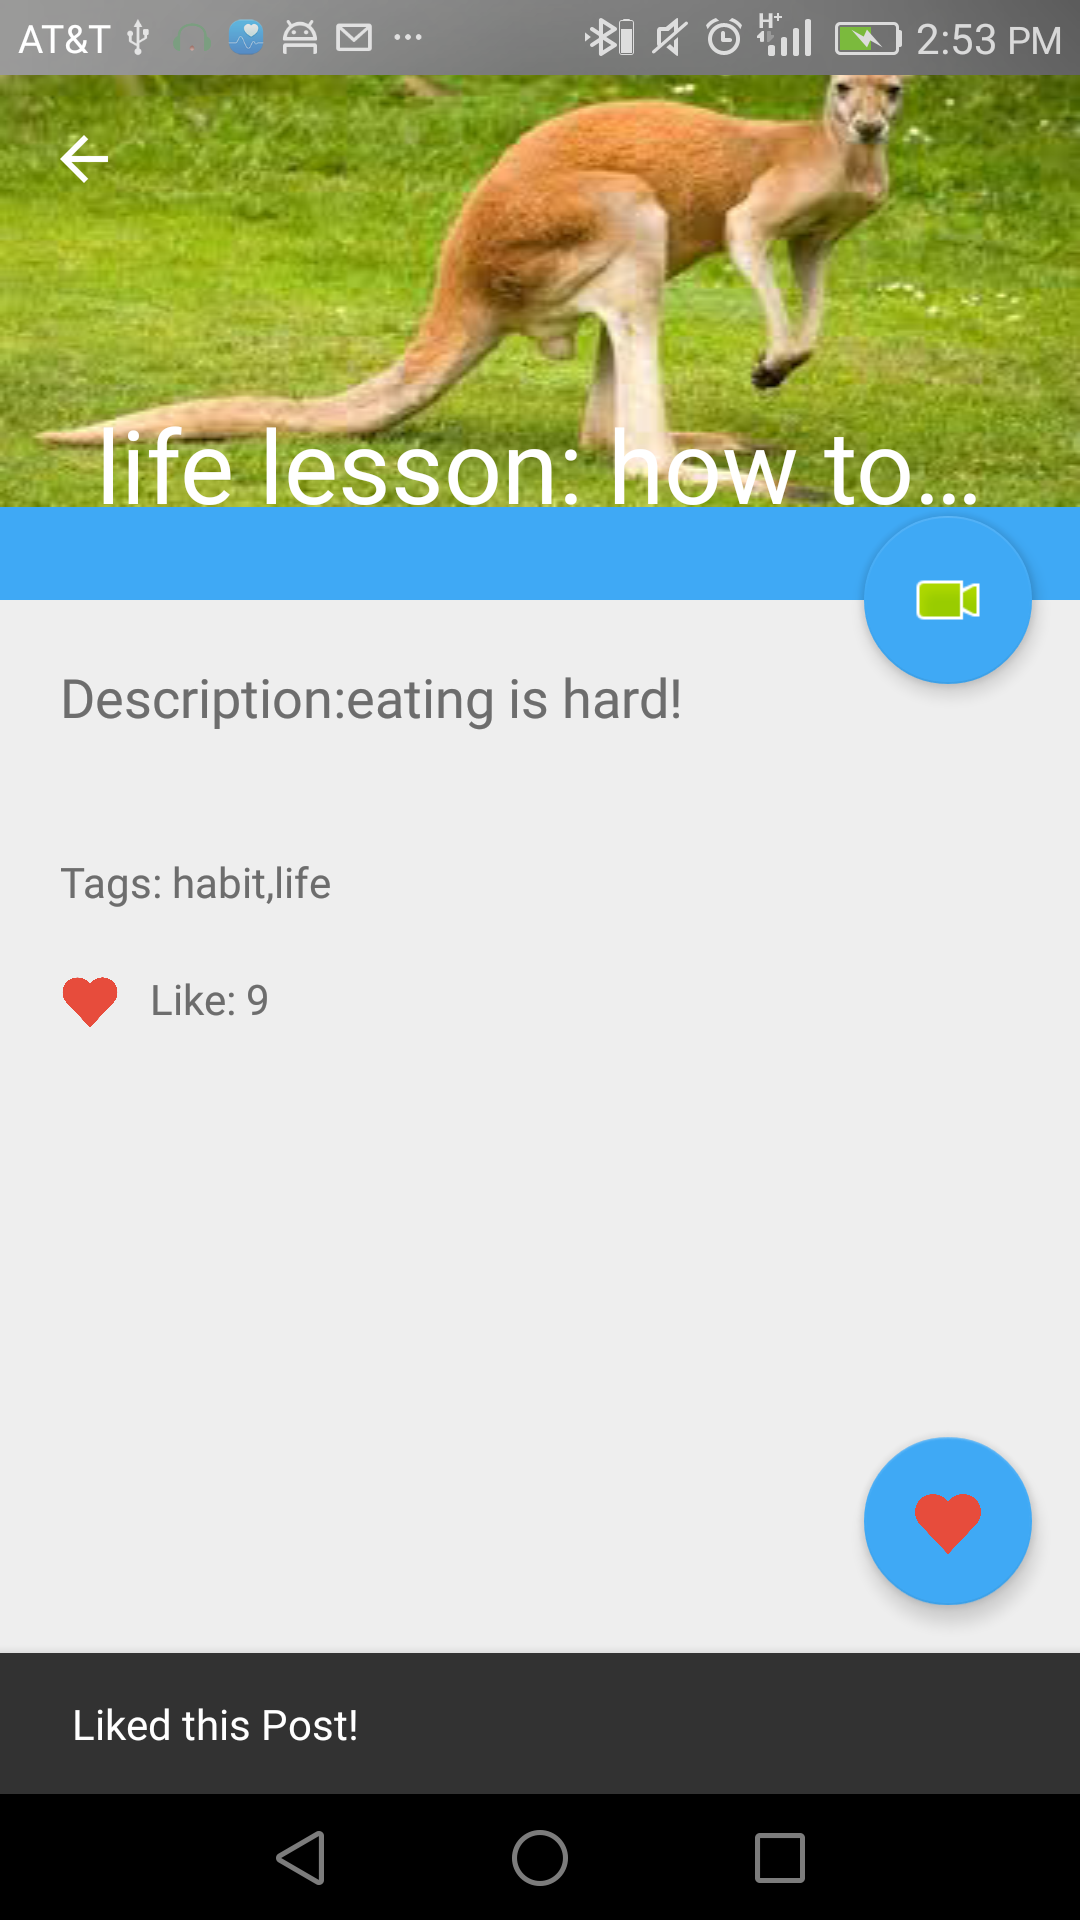 AT&T H+ 2:53 PM
life lesson: how to...
Description:eating is hard!
Tags: habit,life
Like: 9
Liked this Post!